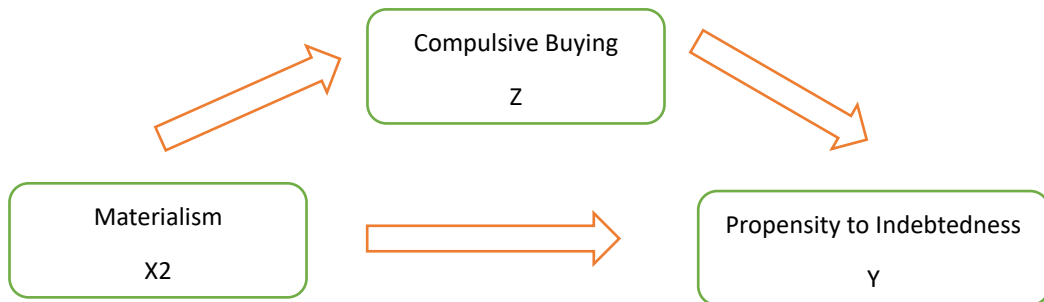 Compulsive Buying
Z
Materialism
X2
Propensity to Indebtedness
Y